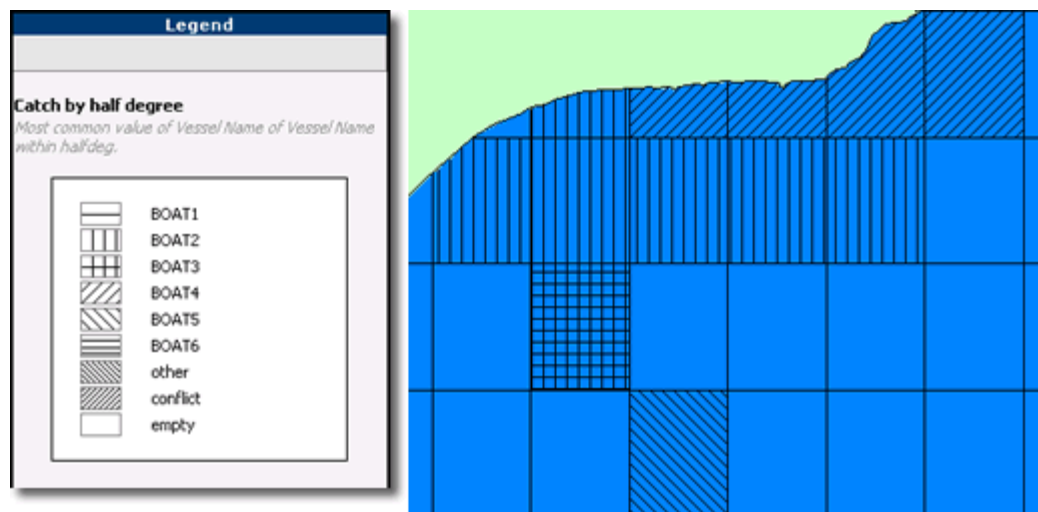 Legend
Catch by half degree
Most common value of Vessel Name of Vessel Name
within halfdeg.
BOAT1
BOAT2
BOAT3
BOAT4
BOAT5
BOAT6
other
conflict
empty